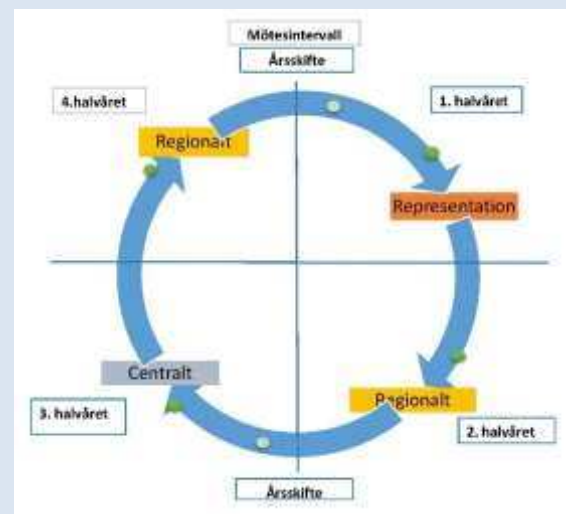 Mötesintervall
Årsskifte
1. halvåret
4.halvåret
Regionalt
Representation
Centralt
Regionalt
3. halvåret
2. halvåret
Årsskifte